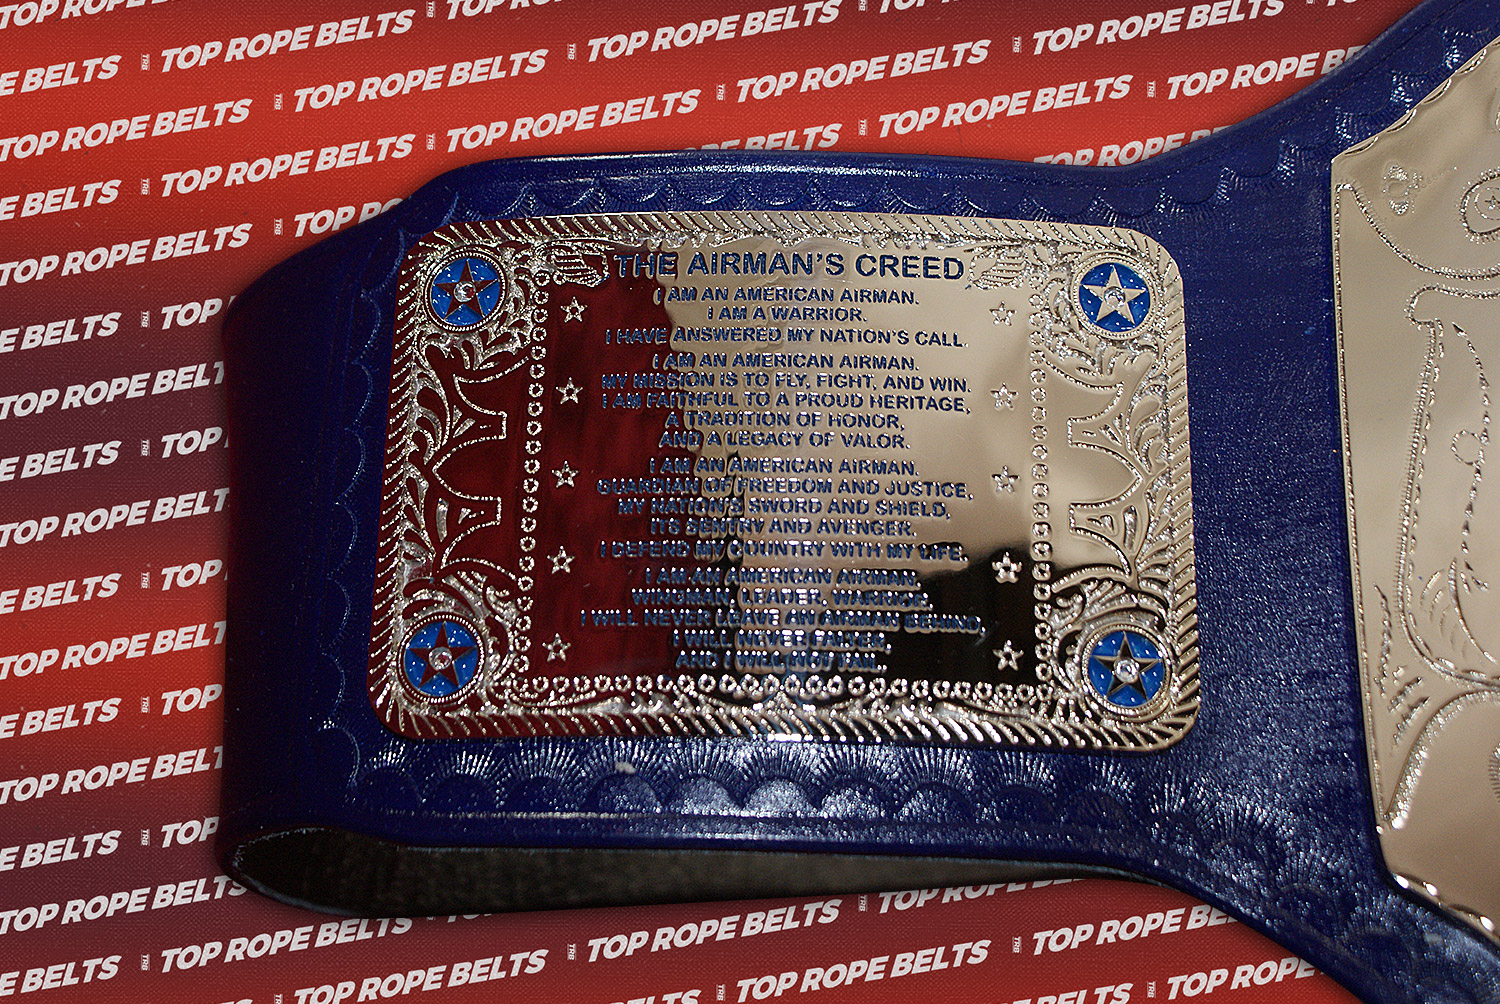 TOP ROPE BELTS
THE AIRMAN'S CREED
I AM AN AMERICAN AIRMAN.
I AM A WARRIOR.
I HAVE ANSWERED MY NATION'S CALL.
I AM AN AMERICAN AIRMAN.
MY MISSION IS TO FLY, FIGHT, AND WIN.
I AM FAITHFUL TO A PROUD HERITAGE,
A TRADITION OF HONOR,
AND A LEGACY OF VALOR.
I AM AN AMERICAN AIRMAN.
GUARDIAN OF FREEDOM AND JUSTICE,
MY NATION'S SWORD AND SHIELD,
ITS SENTRY AND AVENGER.
I DEFEND MY COUNTRY WITH MY LIFE.
I AM AN AMERICAN AIRMAN.
WINGMAN, LEADER, WARRIOR.
I WILL NEVER LEAVE AN AIRMAN BEHIND,
I WILL NEVER FALTER,
AND I WILL NOT FAIL.